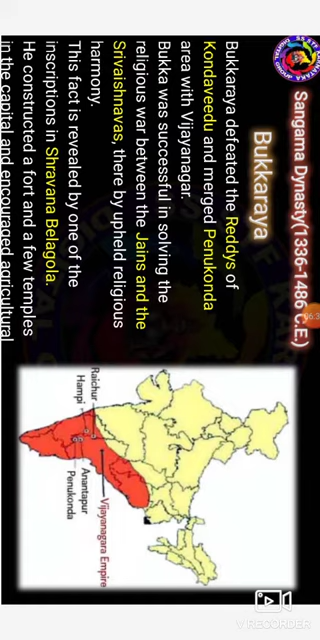 Sangama Dynasty(1336-1486 C.E.)
Bukkaraya
Bukkaraya defeated the Reddys of
Kondaveedu and merged Penukonda
area with Vijayanagar.
Bukka was successful in solving the
religious war between the Jains and the
Srivaishnavas, there by upheld religious
harmony.
This fact is revealed by one of the
inscriptions in Shravana Belagola.
He constructed a fort and a few temples
in the capital and encouraged agricultural
Raichur
Hampi
Vijayanagara Empire
Anantapur
Penukonda
VIRECORDER